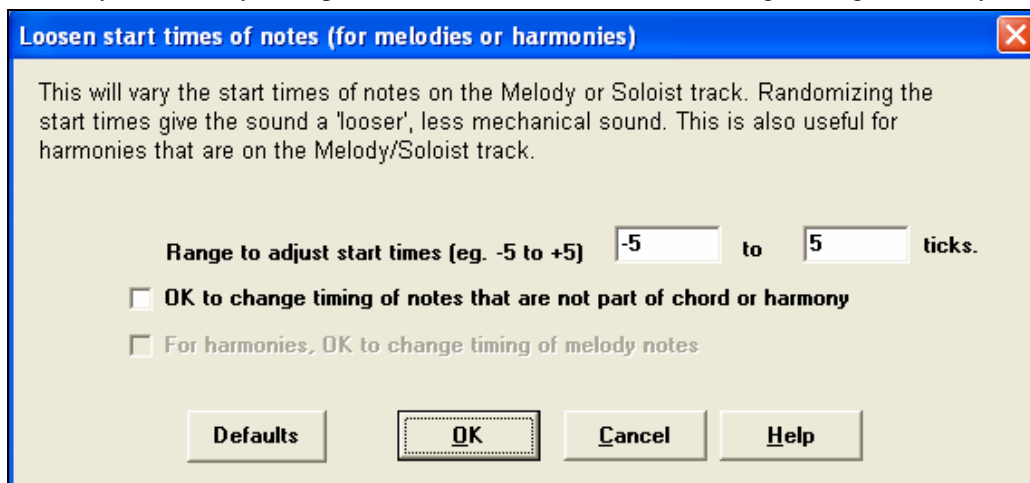 Loosen start times of notes (for melodies or harmonies)
This will vary the start times of notes on the Melody or Soloist track. Randomizing the
start times give the sound a 'looser', less mechanical sound. This is also useful for
harmonies that are on the Melody/Soloist track.
Range to adjust start times (eg. -5 to +5) -5 to 5 ticks.
OK to change timing of notes that are not part of chord or harmony
For harmonies, OK to change timing of melody notes
Defaults OK Cancel Help